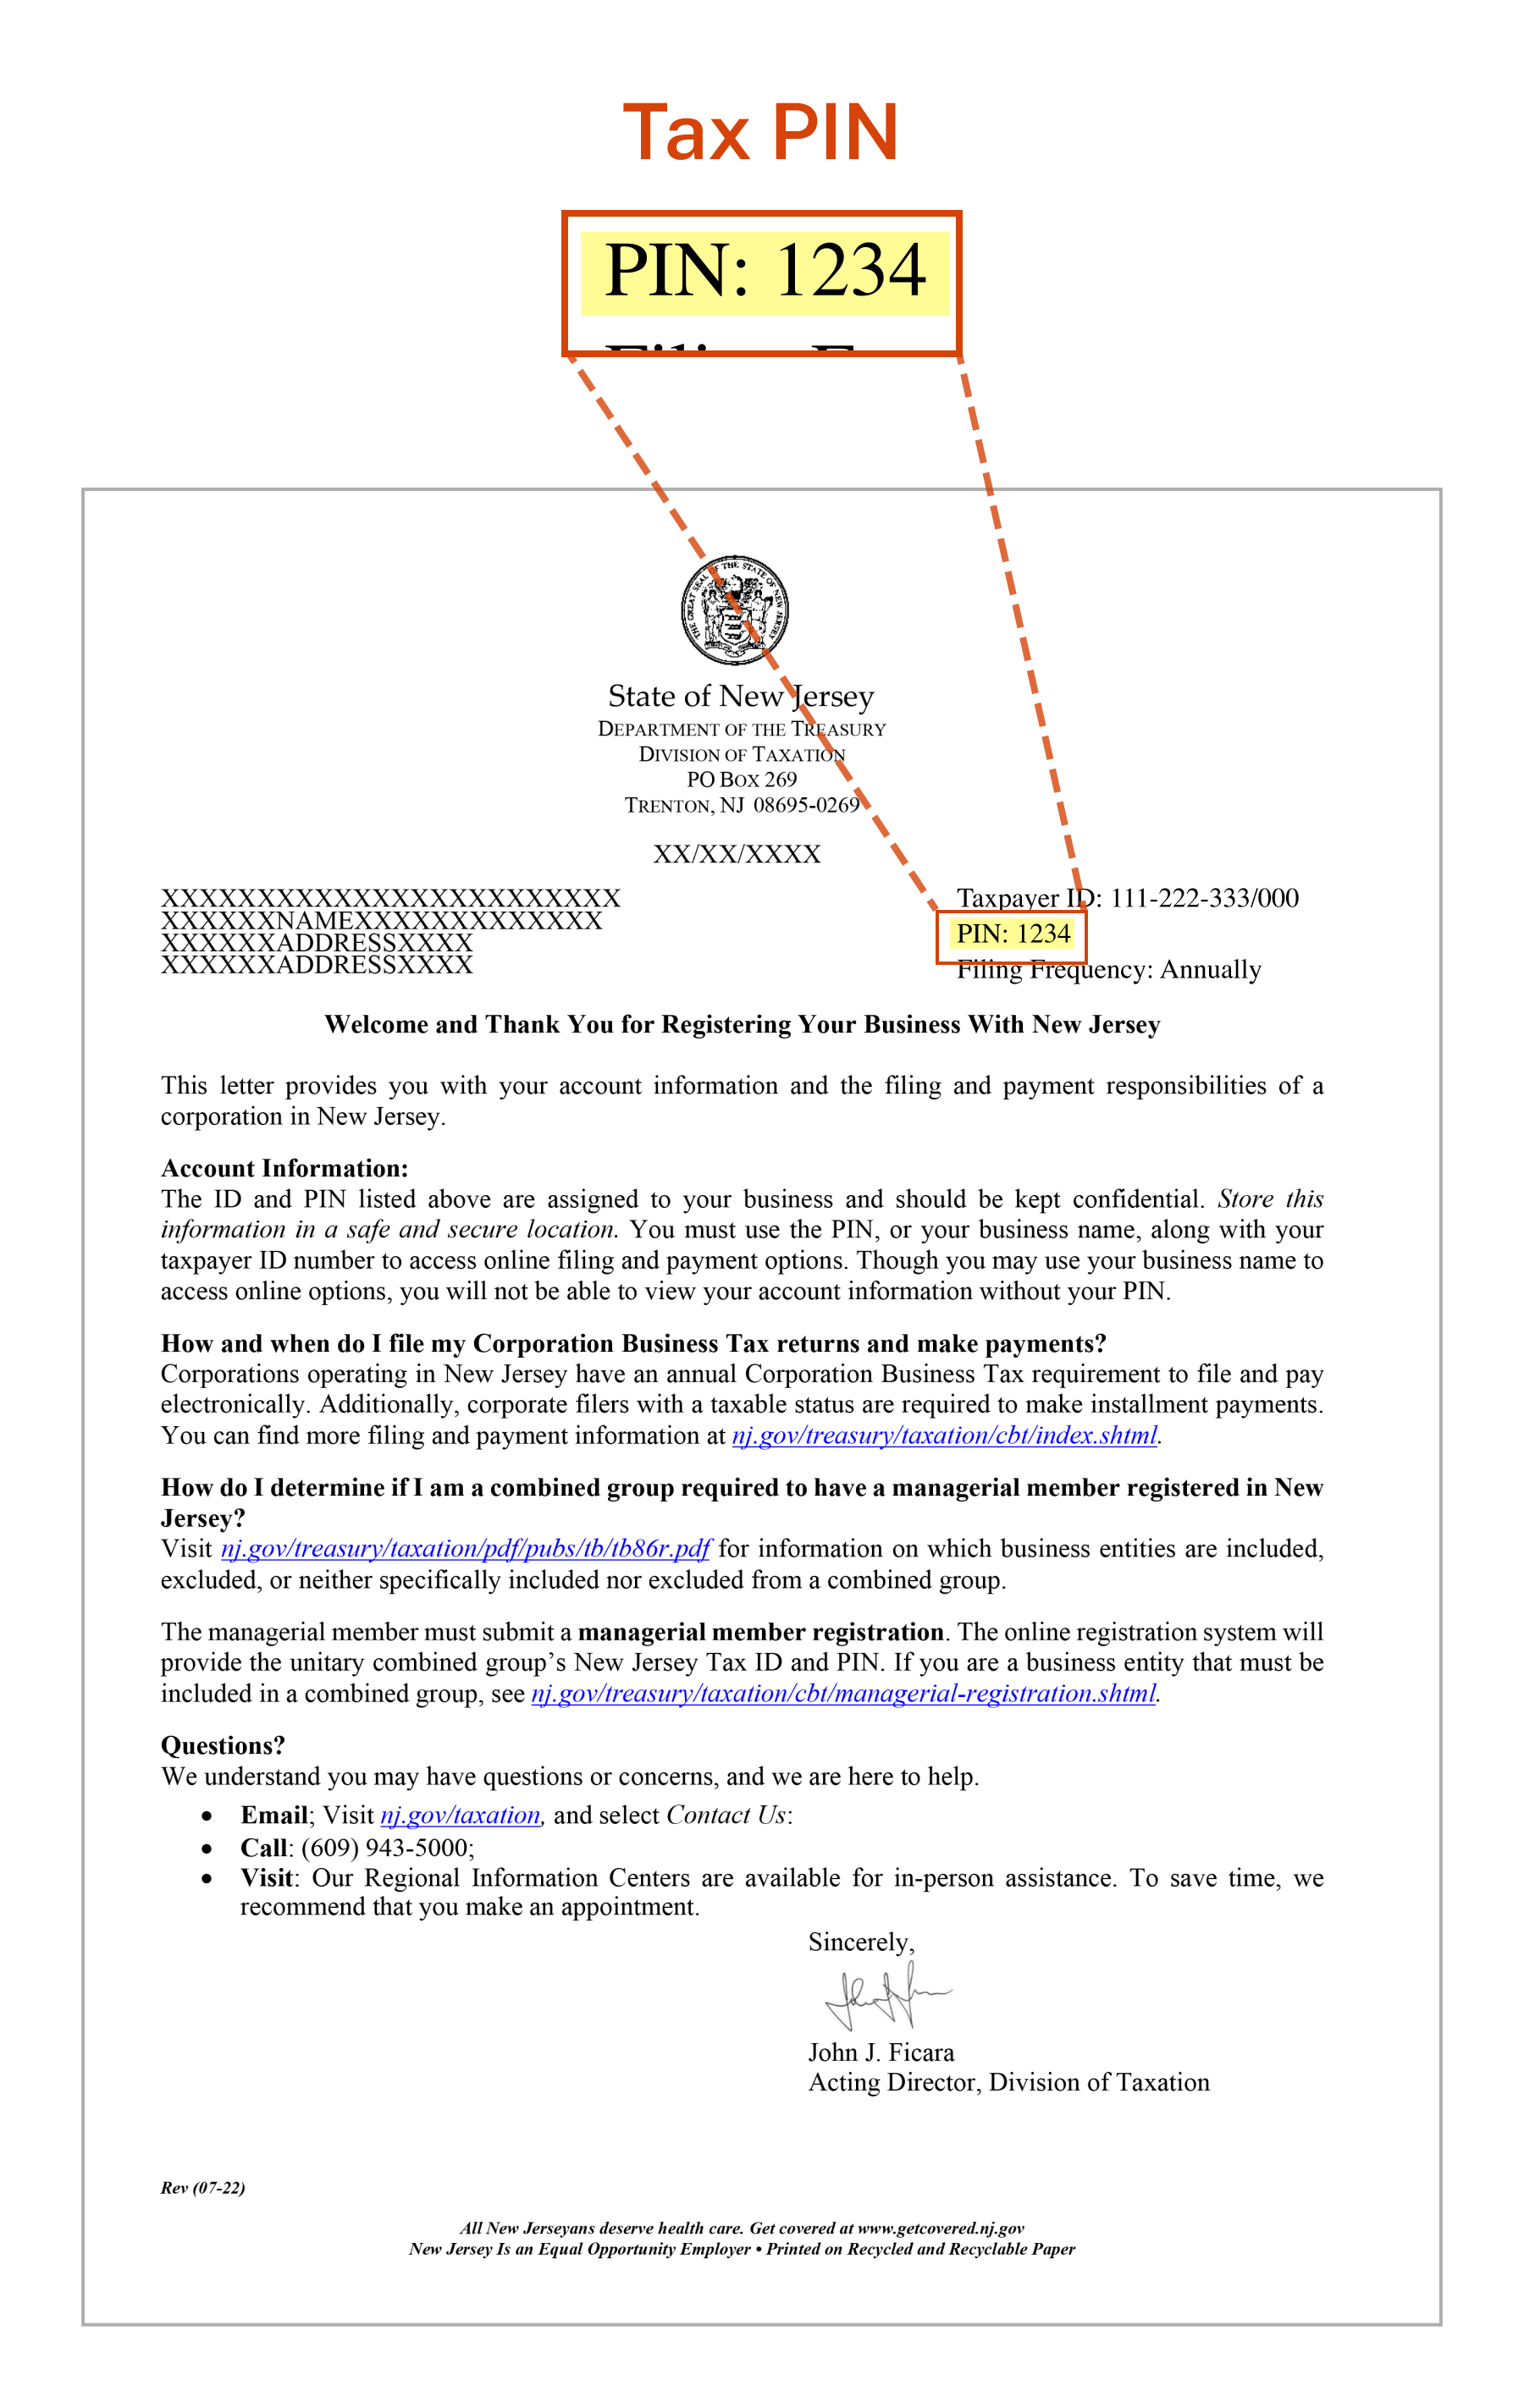 Tax PIN
PIN: 1234
THE GREAT SEAL OF THE STATE OF NEW JERSEY
State of New Jersey
DEPARTMENT OF THE TREASURY
DIVISION OF TAXATION
PO BOX 269
TRENTON, NJ 08695-0269
XX/XX/XXXX
XXXXXXXXXXXXXXXXXXXXXXXX
XXXXXXNAMEXXXXXXXXXXXXX
XXXXXXADDRESSXXXX
XXXXXXADDRESSXXXX
Taxpayer ID: 111-222-333/000
PIN: 1234
Filing Frequency: Annually
Welcome and Thank You for Registering Your Business With New Jersey
This letter provides you with your account information and the filing and payment responsibilities of a
corporation in New Jersey.
Account Information:
The ID and PIN listed above are assigned to your business and should be kept confidential. Store this
information in a safe and secure location. You must use the PIN, or your business name, along with your
taxpayer ID number to access online filing and payment options. Though you may use your business name to
access online options, you will not be able to view your account information without your PIN.
How and when do I file my Corporation Business Tax returns and make payments?
Corporations operating in New Jersey have an annual Corporation Business Tax requirement to file and pay
electronically. Additionally, corporate filers with a taxable status are required to make installment payments.
You can find more filing and payment information at nj.gov/treasury/taxation/cbt/index.shtml.
How do I determine if I am a combined group required to have a managerial member registered in New
Jersey?
Visit nj.gov/treasury/taxation/pdf/pubs/tb/tb86r.pdf for information on which business entities are included,
excluded, or neither specifically included nor excluded from a combined group.
The managerial member must submit a managerial member registration. The online registration system will
provide the unitary combined group’s New Jersey Tax ID and PIN. If you are a business entity that must be
included in a combined group, see nj.gov/treasury/taxation/cbt/managerial-registration.shtml.
Questions?
We understand you may have questions or concerns, and we are here to help.
• Email; Visit nj.gov/taxation, and select Contact Us:
• Call: (609) 943-5000;
• Visit: Our Regional Information Centers are available for in-person assistance. To save time, we
recommend that you make an appointment.
Sincerely,
John J. Ficara
Acting Director, Division of Taxation
Rev (07-22)
All New Jerseyans deserve health care. Get covered at www.getcovered.nj.gov
New Jersey Is an Equal Opportunity Employer • Printed on Recycled and Recyclable Paper